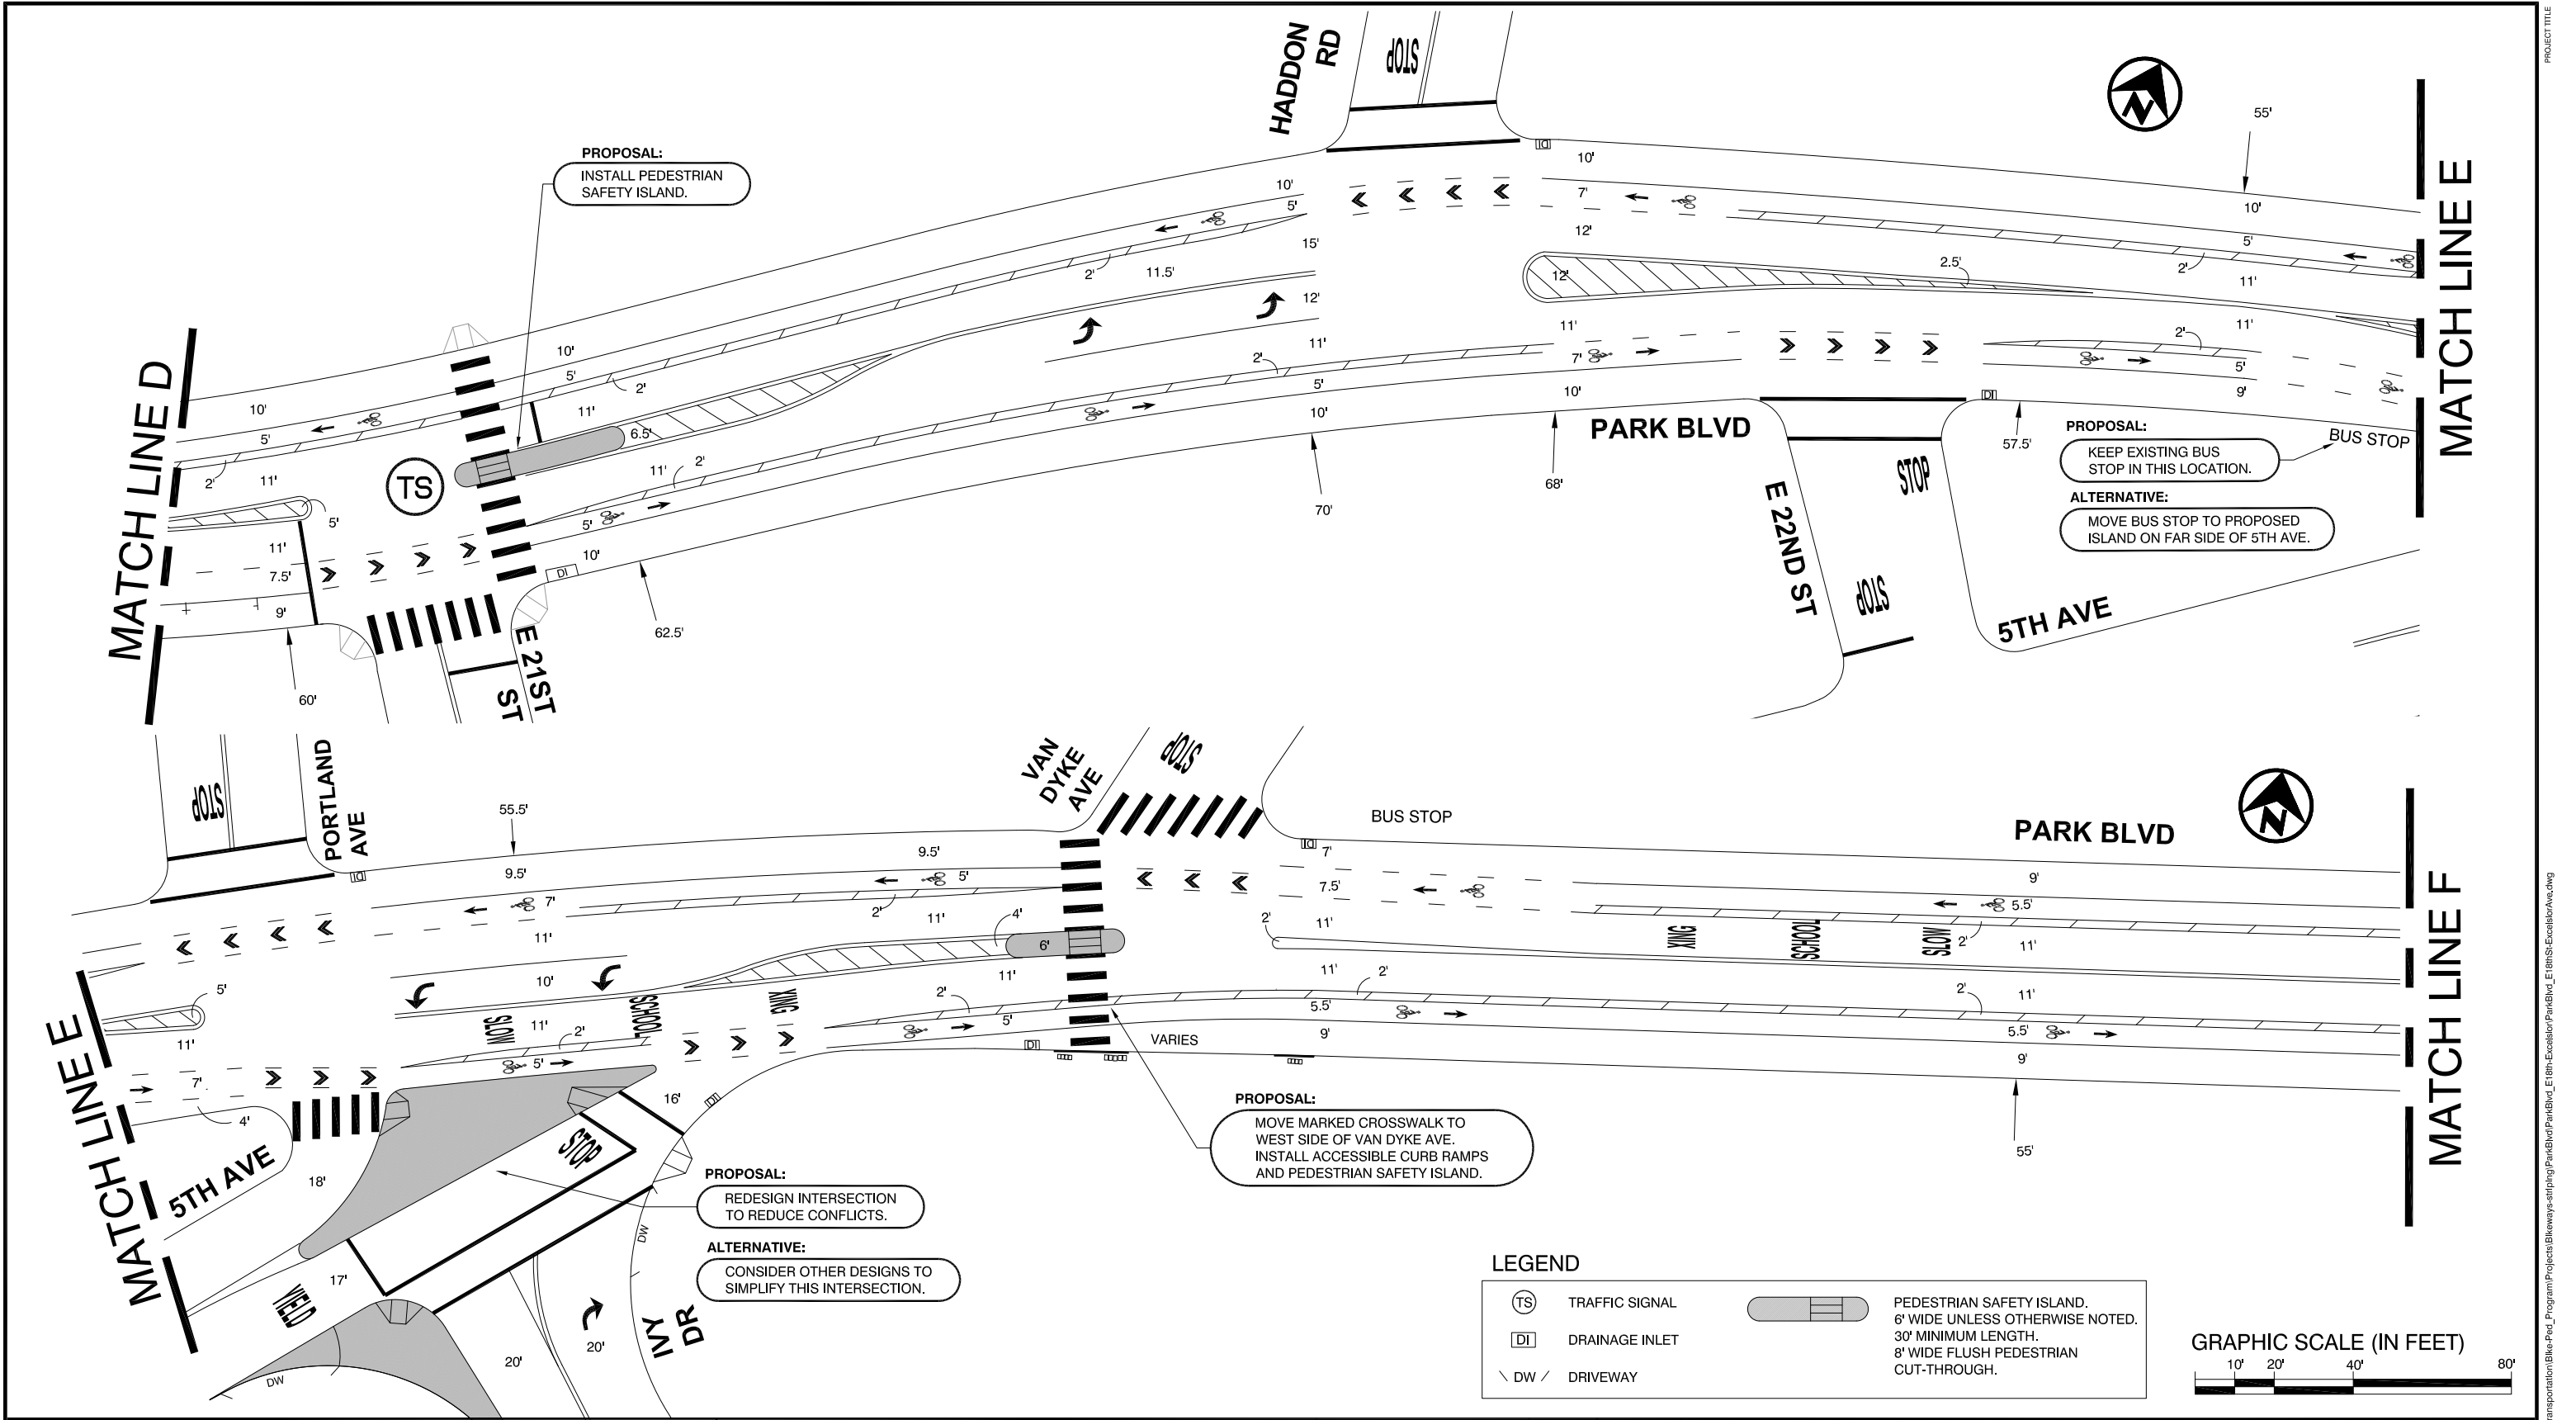 PROJECT TITLE
HADDON
RD
STOP
N
55'
PROPOSAL:
INSTALL PEDESTRIAN
SAFETY ISLAND.
10'
10'
5'
7'
10'
12'
15'
5'
2'
11.5'
2'
2.5'
12'
11'
12'
11'
11'
2'
7'
2'
5'
10'
5'
2'
11'
6.5'
10'
5'
2'
11'
TS
5'
11'
7.5'
9'
11'
2'
5'
10'
DI
11'
2'
5'
10'
10'
DI
5'
9'
DI
MATCH LINE D
MATCH LINE E
PARK BLVD
70'
68'
62.5'
60'
57.5'
E 21ST
ST
E 22ND ST
STOP
STOP
5TH AVE
BUS STOP
PROPOSAL:
KEEP EXISTING BUS
STOP IN THIS LOCATION.
ALTERNATIVE:
MOVE BUS STOP TO PROPOSED
ISLAND ON FAR SIDE OF 5TH AVE.
STOP
PORTLAND
AVE
55.5'
VAN
DYKE
AVE
STOP
BUS STOP
PARK BLVD
N
DI
9.5'
9.5'
7'
5'
2'
11'
11'
4'
6'
11'
10'
5'
11'
7'
4'
SLOW
SCHOOL
XING
11'
2'
5'
2'
5'
DI
DI
7'
7.5'
2'
11'
11'
2'
5.5'
9'
VARIES
XING
SCHOOL
SLOW
9'
5.5'
2'
11'
11'
2'
5.5'
9'
55'
MATCH LINE E
MATCH LINE F
5TH AVE
18'
STOP
16'
DI
PROPOSAL:
MOVE MARKED CROSSWALK TO
WEST SIDE OF VAN DYKE AVE.
INSTALL ACCESSIBLE CURB RAMPS
AND PEDESTRIAN SAFETY ISLAND.
PROPOSAL:
REDESIGN INTERSECTION
TO REDUCE CONFLICTS.
ALTERNATIVE:
CONSIDER OTHER DESIGNS TO
SIMPLIFY THIS INTERSECTION.
DW
17'
YIELD
DW
20'
20'
IVY
DR
LEGEND
TS TRAFFIC SIGNAL
DI DRAINAGE INLET
\ DW / DRIVEWAY
PEDESTRIAN SAFETY ISLAND.
6' WIDE UNLESS OTHERWISE NOTED.
30' MINIMUM LENGTH.
8' WIDE FLUSH PEDESTRIAN
CUT-THROUGH.
GRAPHIC SCALE (IN FEET)
10' 20' 40' 80'